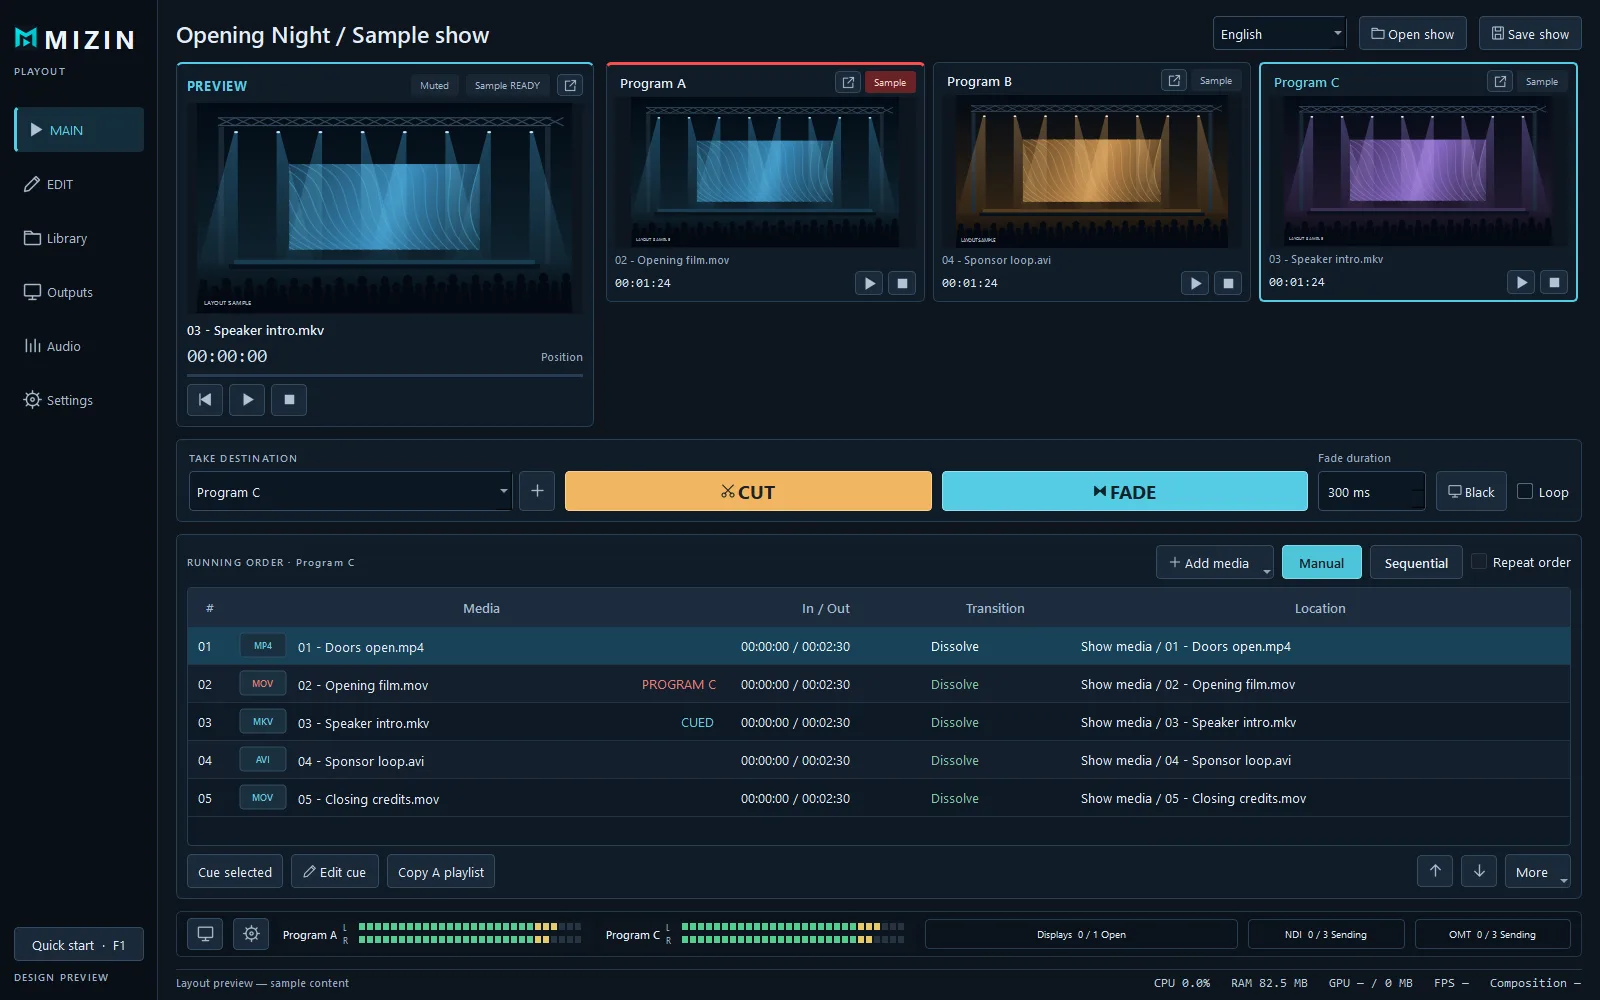 MIZIN
PLAYOUT
MAIN
EDIT
Library
Outputs
Audio
Settings
Quick start · F1
DESIGN PREVIEW
Opening Night / Sample show
English
Open show
Save show
PREVIEW
Muted
Sample READY
LAYOUT SAMPLE
03 - Speaker intro.mkv
00:00:00
Position
Program A
Sample
LAYOUT SAMPLE
02 - Opening film.mov
00:01:24
Program B
Sample
LAYOUT SAMPLE
04 - Sponsor loop.avi
00:01:24
Program C
Sample
LAYOUT SAMPLE
03 - Speaker intro.mkv
00:01:24
TAKE DESTINATION
Program C
CUT
FADE
Fade duration
300 ms
Black
Loop
RUNNING ORDER · Program C
Add media
Manual
Sequential
Repeat order
# Media In / Out Transition Location
01 MP4 01 - Doors open.mp4 00:00:00 / 00:02:30 Dissolve Show media / 01 - Doors open.mp4
02 MOV 02 - Opening film.mov PROGRAM C 00:00:00 / 00:02:30 Dissolve Show media / 02 - Opening film.mov
03 MKV 03 - Speaker intro.mkv CUED 00:00:00 / 00:02:30 Dissolve Show media / 03 - Speaker intro.mkv
04 AVI 04 - Sponsor loop.avi 00:00:00 / 00:02:30 Dissolve Show media / 04 - Sponsor loop.avi
05 MOV 05 - Closing credits.mov 00:00:00 / 00:02:30 Dissolve Show media / 05 - Closing credits.mov
Cue selected
Edit cue
Copy A playlist
More
Program A L R
Program C L R
Displays 0 / 1 Open
NDI 0 / 3 Sending
OMT 0 / 3 Sending
Layout preview — sample content
CPU 0.0% RAM 82.5 MB GPU — / 0 MB FPS — Composition —